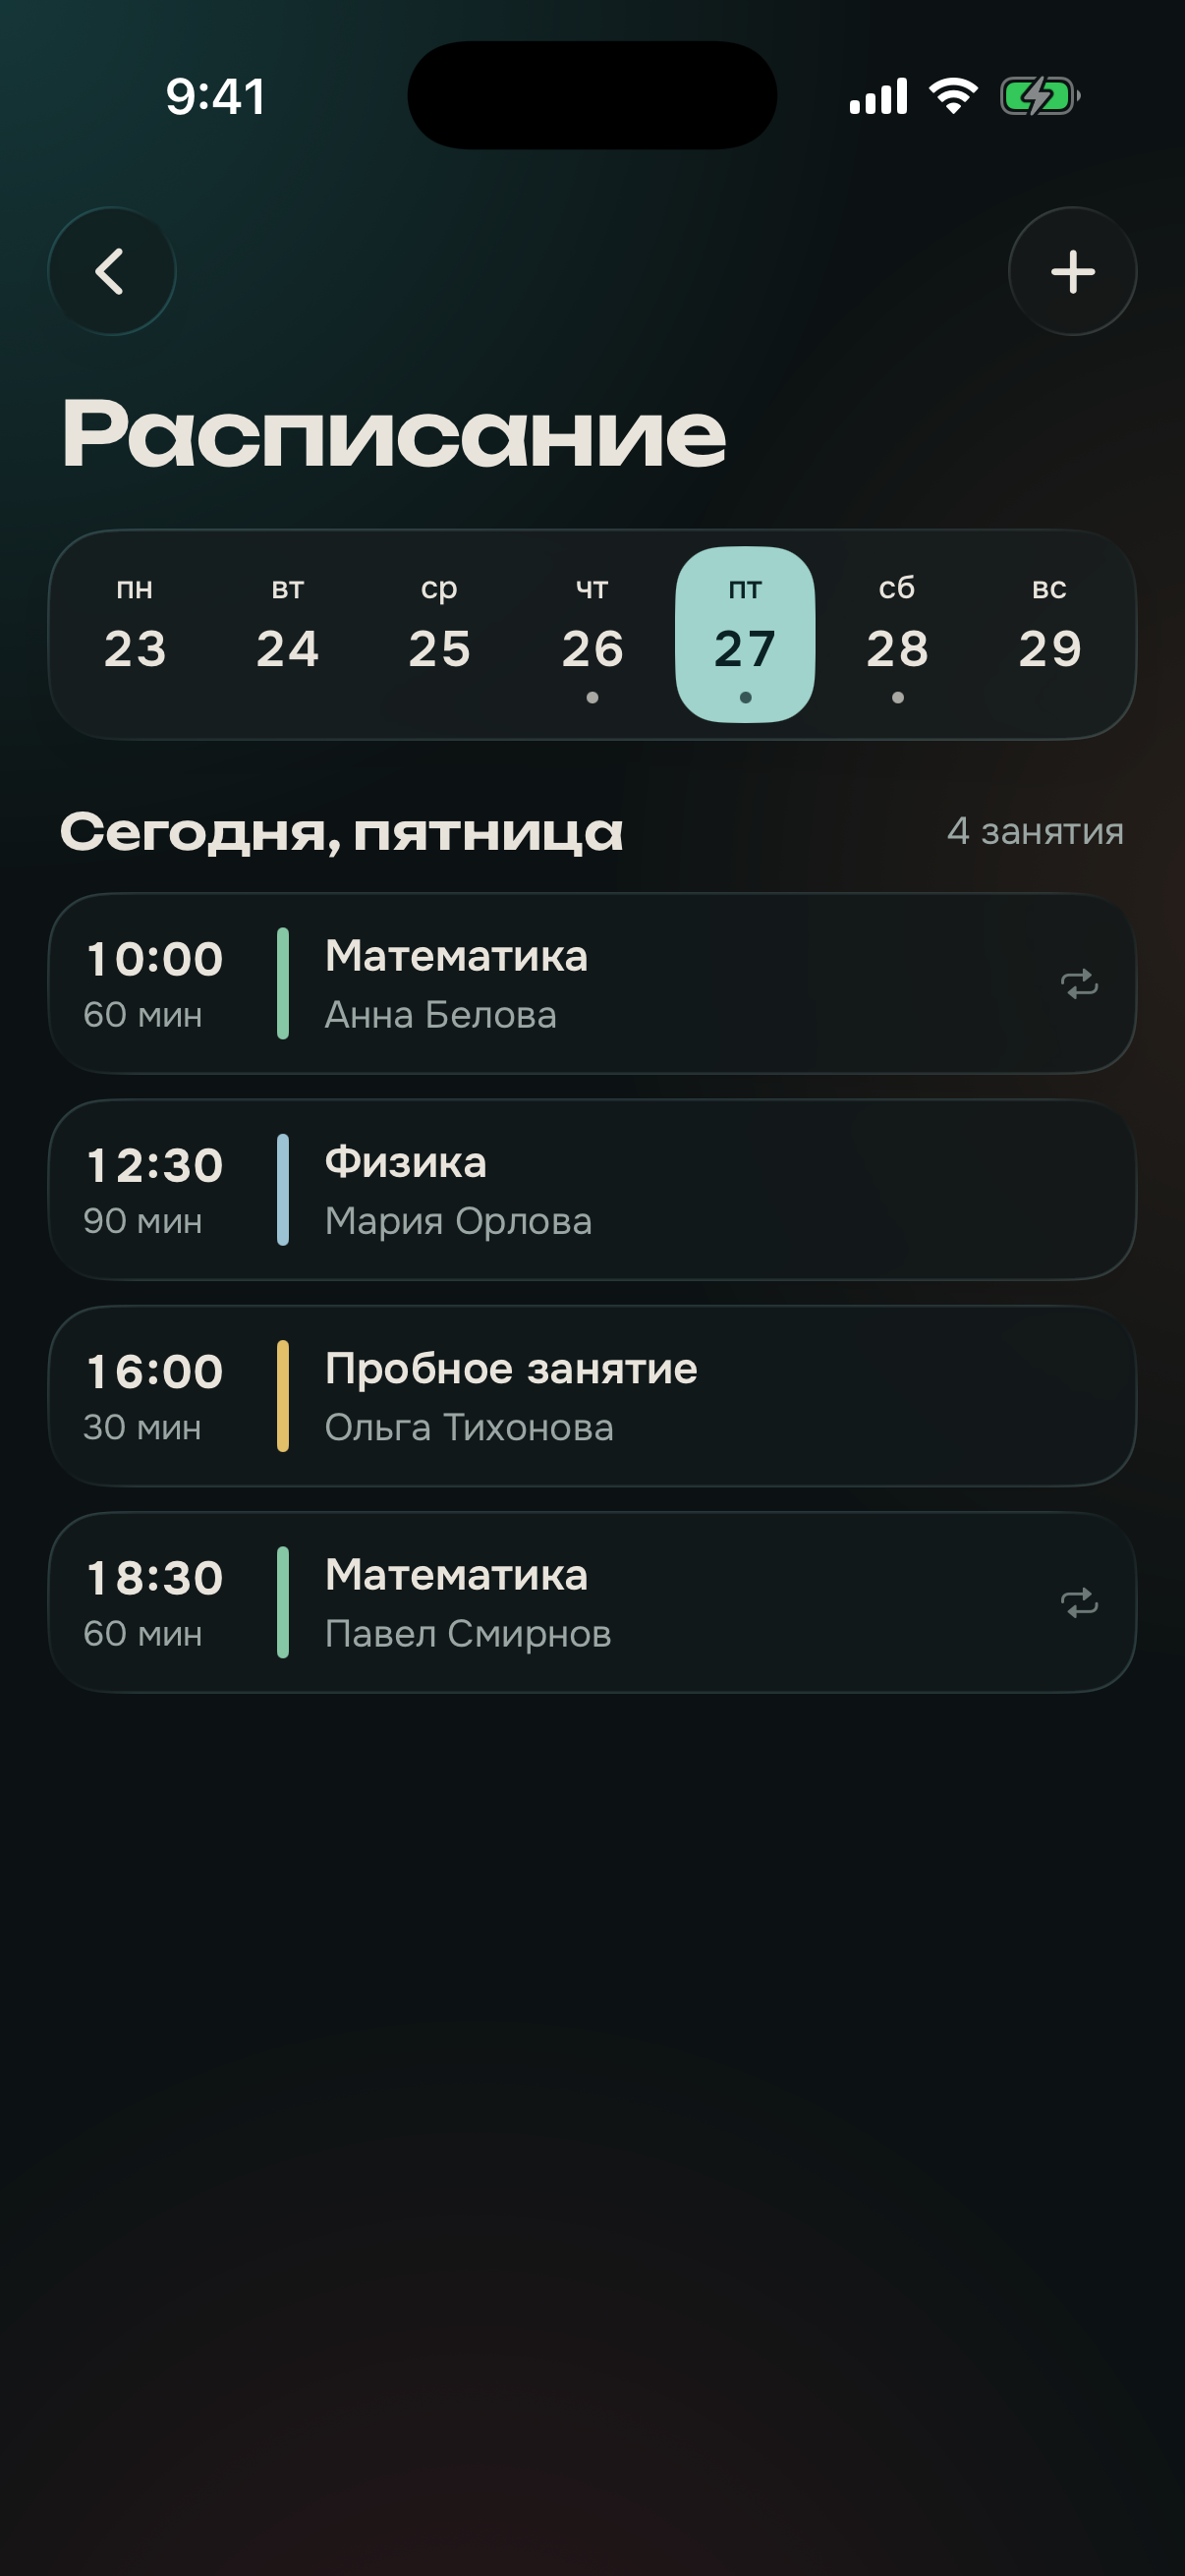 9:41
Расписание
пн вт ср чт пт сб вс
23 24 25 26 27 28 29
Сегодня, пятница 4 занятия
10:00 Математика
60 мин Анна Белова
12:30 Физика
90 мин Мария Орлова
16:00 Пробное занятие
30 мин Ольга Тихонова
18:30 Математика
60 мин Павел Смирнов